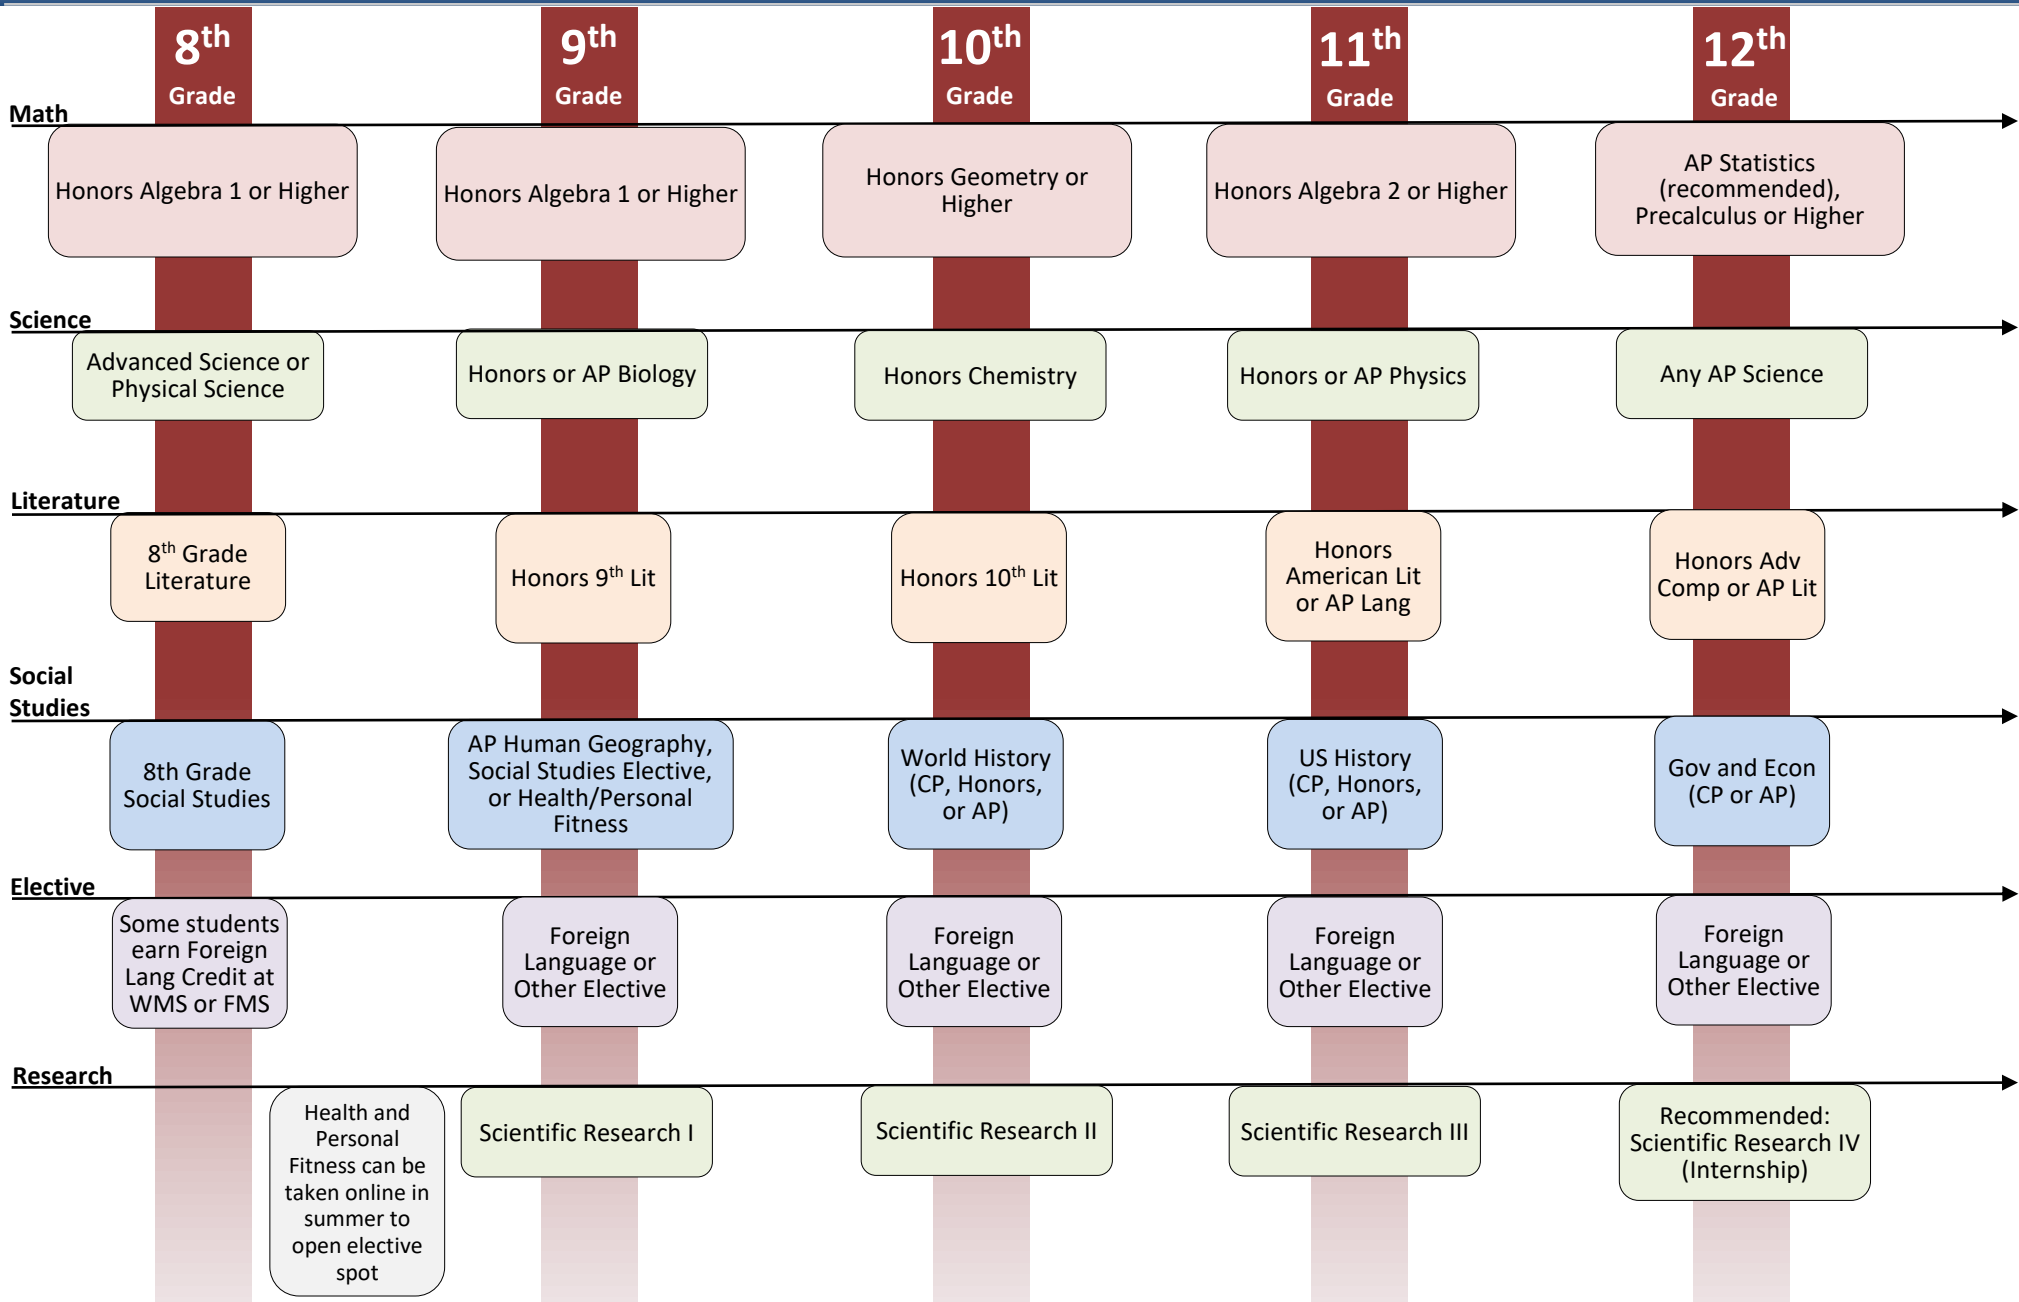 8th
Grade
9th
Grade
10th
Grade
11th
Grade
12th
Grade
Math
Honors Algebra 1 or Higher
Honors Algebra 1 or Higher
Honors Geometry or
Higher
Honors Algebra 2 or Higher
AP Statistics
(recommended),
Precalculus or Higher
Science
Advanced Science or
Physical Science
Honors or AP Biology
Honors Chemistry
Honors or AP Physics
Any AP Science
Literature
8th Grade
Literature
Honors 9th Lit
Honors 10th Lit
Honors
American Lit
or AP Lang
Honors Adv
Comp or AP Lit
Social
Studies
8th Grade
Social Studies
AP Human Geography,
Social Studies Elective,
or Health/Personal
Fitness
World History
(CP, Honors,
or AP)
US History
(CP, Honors,
or AP)
Gov and Econ
(CP or AP)
Elective
Some students
earn Foreign
Lang Credit at
WMS or FMS
Foreign
Language or
Other Elective
Foreign
Language or
Other Elective
Foreign
Language or
Other Elective
Foreign
Language or
Other Elective
Research
Health and
Personal
Fitness can be
taken online in
summer to
open elective
spot
Scientific Research I
Scientific Research II
Scientific Research III
Recommended:
Scientific Research IV
(Internship)